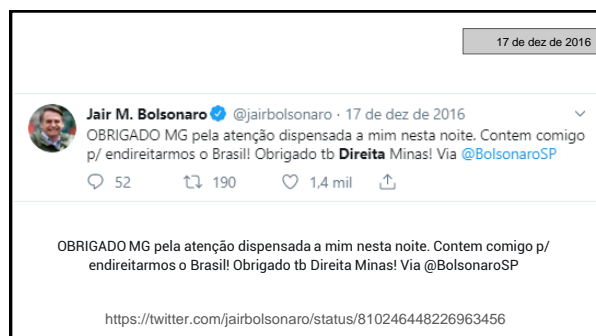 17 de dez de 2016
Jair M. Bolsonaro @jairbolsonaro · 17 de dez de 2016
OBRIGADO MG pela atenção dispensada a mim nesta noite. Contem comigo
p/ endireitarmos o Brasil! Obrigado tb Direita Minas! Via @BolsonaroSP
52 190 1,4 mil
OBRIGADO MG pela atenção dispensada a mim nesta noite. Contem comigo p/
endireitarmos o Brasil! Obrigado tb Direita Minas! Via @BolsonaroSP
https://twitter.com/jairbolsonaro/status/810246448226963456